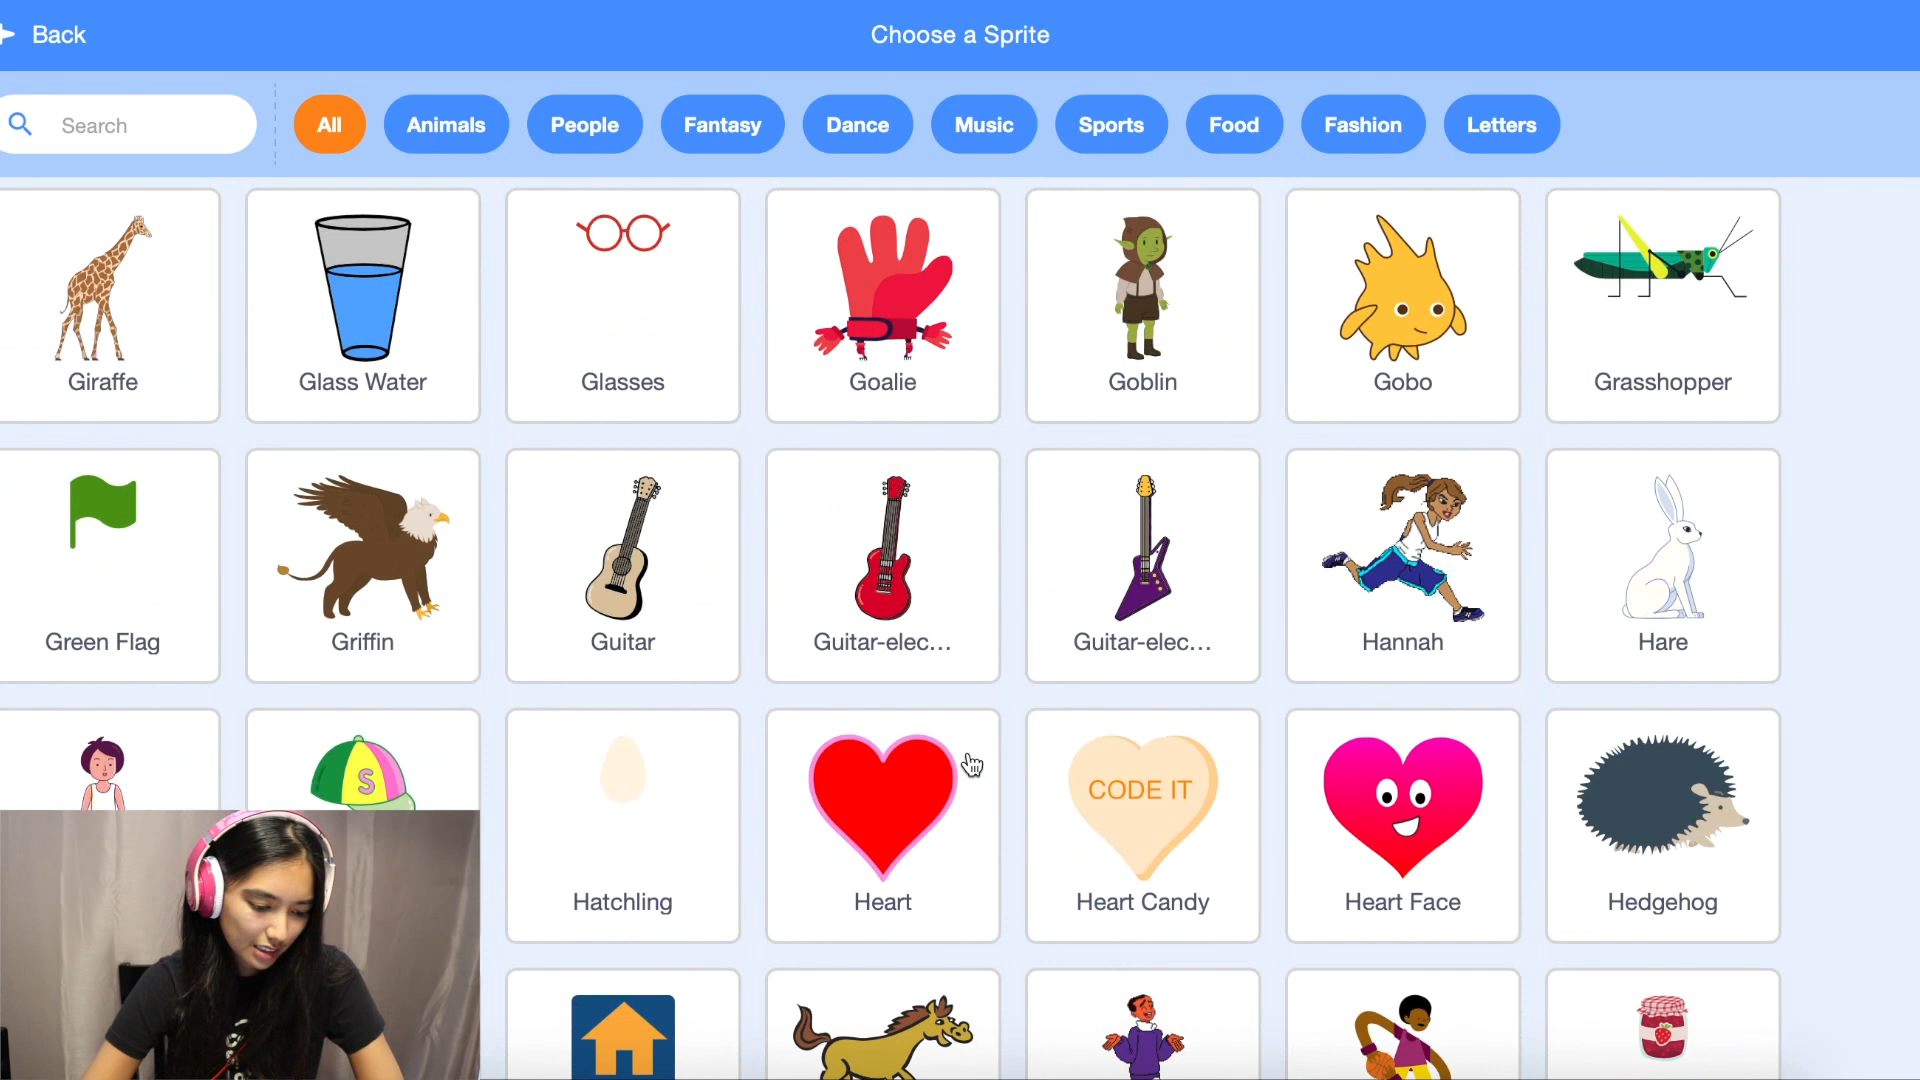 Back
Choose a Sprite
Search
All
Animals
People
Fantasy
Dance
Music
Sports
Food
Fashion
Letters
Giraffe
Glass Water
Glasses
Goalie
Goblin
Gobo
Grasshopper
Green Flag
Griffin
Guitar
Guitar-elec...
Guitar-elec...
Hannah
Hare
S
CODE IT
Hatchling
Heart
Heart Candy
Heart Face
Hedgehog